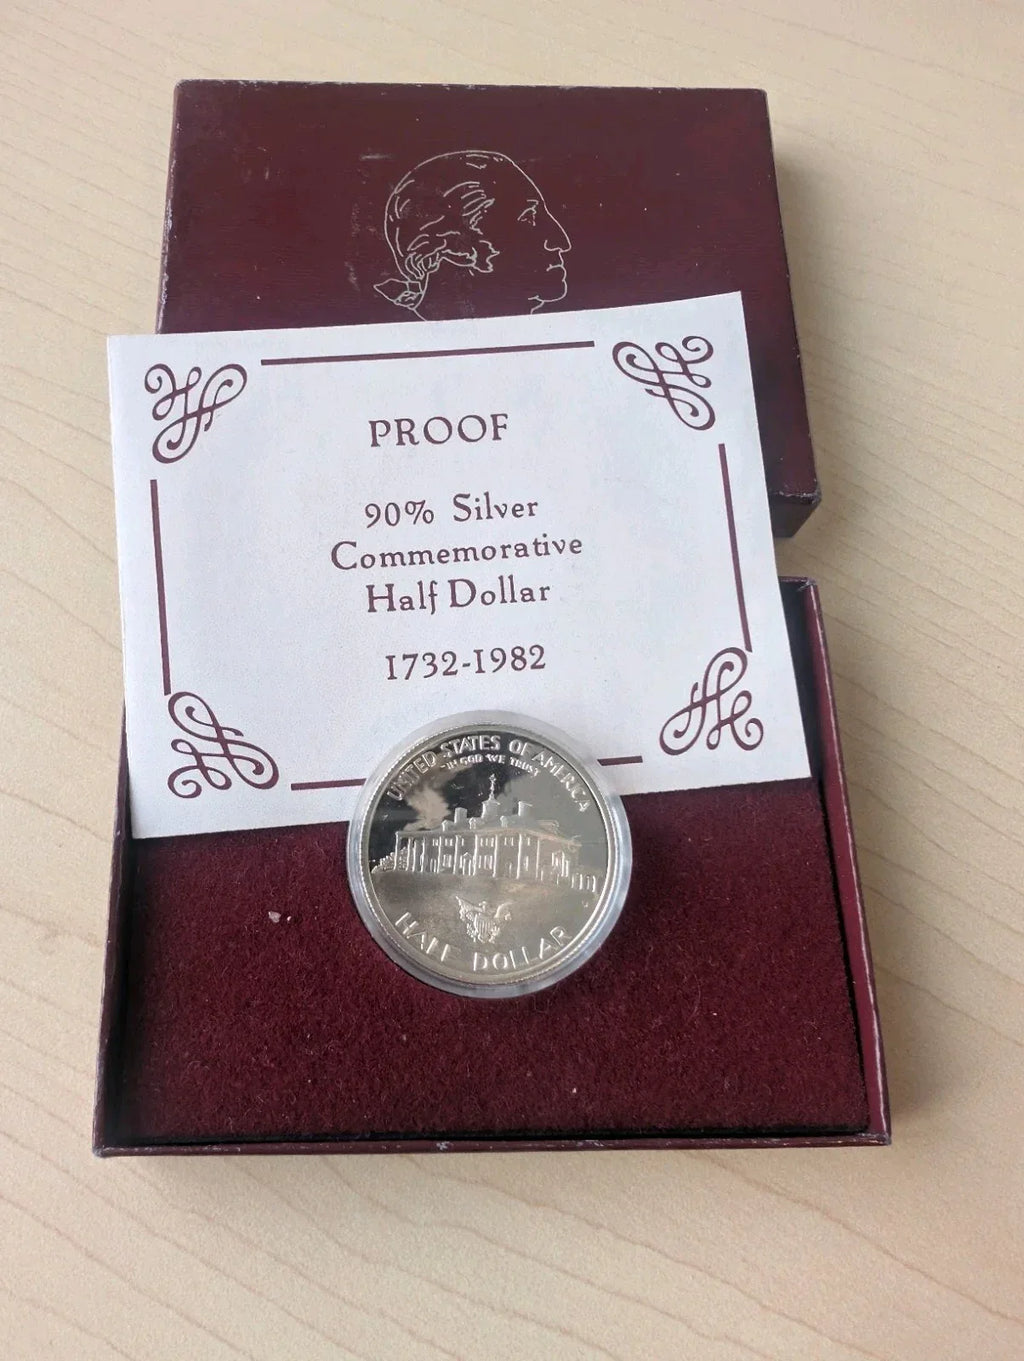 PROOF
90% Silver
Commemorative
Half Dollar
1732-1982
UNITED STATES OF AMERICA
IN GOD WE TRUST
HALF DOLLAR